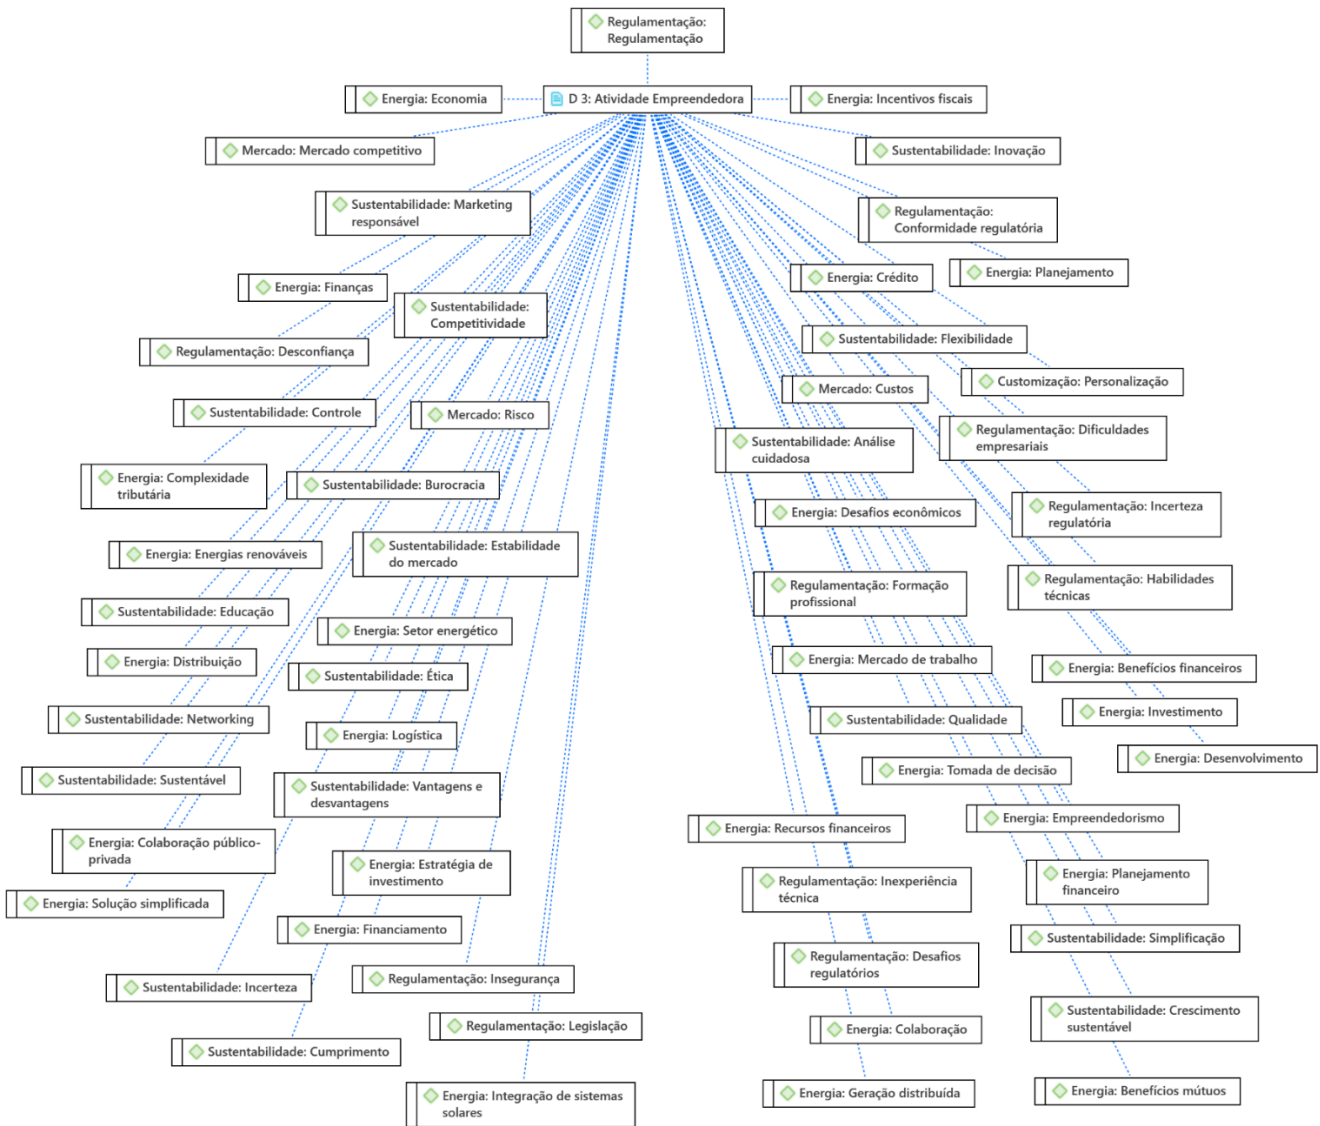 Regulamentação:
Regulamentação
Energia: Economia
D 3: Atividade Empreendedora
Energia: Incentivos fiscais
Mercado: Mercado competitivo
Sustentabilidade: Inovação
Sustentabilidade: Marketing
responsável
Regulamentação:
Conformidade regulatória
Energia: Planejamento
Energia: Finanças
Energia: Crédito
Sustentabilidade:
Competitividade
Regulamentação: Desconfiança
Sustentabilidade: Flexibilidade
Mercado: Custos
Customização: Personalização
Sustentabilidade: Controle
Mercado: Risco
Sustentabilidade: Análise
cuidadosa
Regulamentação: Dificuldades
empresariais
Energia: Complexidade
tributária
Sustentabilidade: Burocracia
Energia: Desafios econômicos
Regulamentação: Incerteza
regulatória
Energia: Energias renováveis
Sustentabilidade: Estabilidade
do mercado
Regulamentação: Formação
profissional
Regulamentação: Habilidades
técnicas
Sustentabilidade: Educação
Energia: Setor energético
Energia: Distribuição
Sustentabilidade: Ética
Energia: Mercado de trabalho
Energia: Benefícios financeiros
Sustentabilidade: Networking
Energia: Logística
Sustentabilidade: Qualidade
Energia: Investimento
Sustentabilidade: Sustentável
Sustentabilidade: Vantagens e
desvantagens
Energia: Tomada de decisão
Energia: Desenvolvimento
Energia: Colaboração público-
privada
Energia: Recursos financeiros
Energia: Empreendedorismo
Energia: Estratégia de
investimento
Regulamentação: Inexperiência
técnica
Energia: Planejamento
financeiro
Energia: Solução simplificada
Energia: Financiamento
Sustentabilidade: Simplificação
Regulamentação: Desafios
regulatórios
Sustentabilidade: Incerteza
Regulamentação: Insegurança
Sustentabilidade: Crescimento
sustentável
Regulamentação: Legislação
Energia: Colaboração
Sustentabilidade: Cumprimento
Energia: Integração de sistemas
solares
Energia: Geração distribuída
Energia: Benefícios mútuos